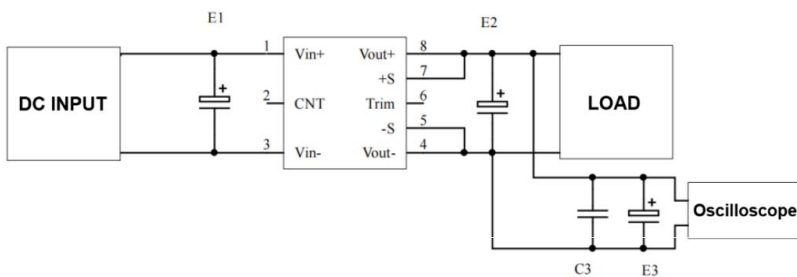 E1
E2
DC INPUT
1 Vin+ Vout+ 8
+S 7
2 CNT Trim 6
-S 5
3 Vin- Vout- 4
LOAD
Oscilloscope
C3 E3
+
+
+